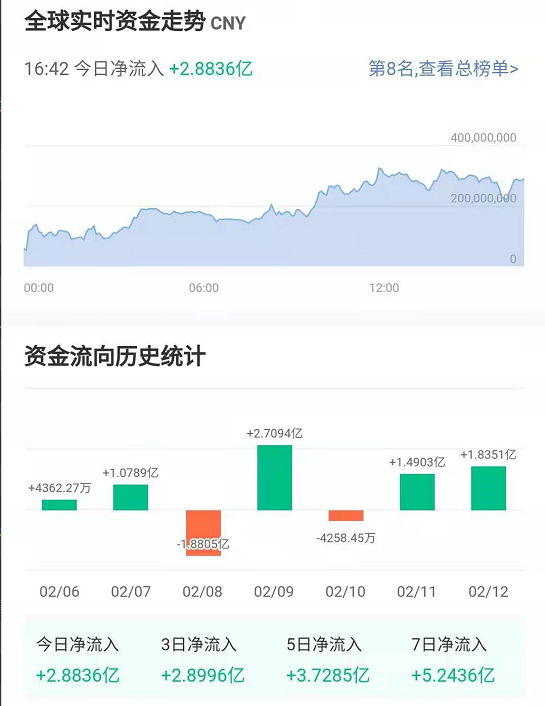 全球实时资金走势 CNY
16:42 今日净流入 +2.8836亿 第8名,查看总榜单>
400,000,000
200,000,000
0
00:00 06:00 12:00
资金流向历史统计
+2.7094亿
+1.8351亿
+1.4903亿
+1.0789亿
+4362.27万
-4258.45万
-1.8805亿
02/06 02/07 02/08 02/09 02/10 02/11 02/12
今日净流入 3日净流入 5日净流入 7日净流入
+2.8836亿 +2.8996亿 +3.7285亿 +5.2436亿